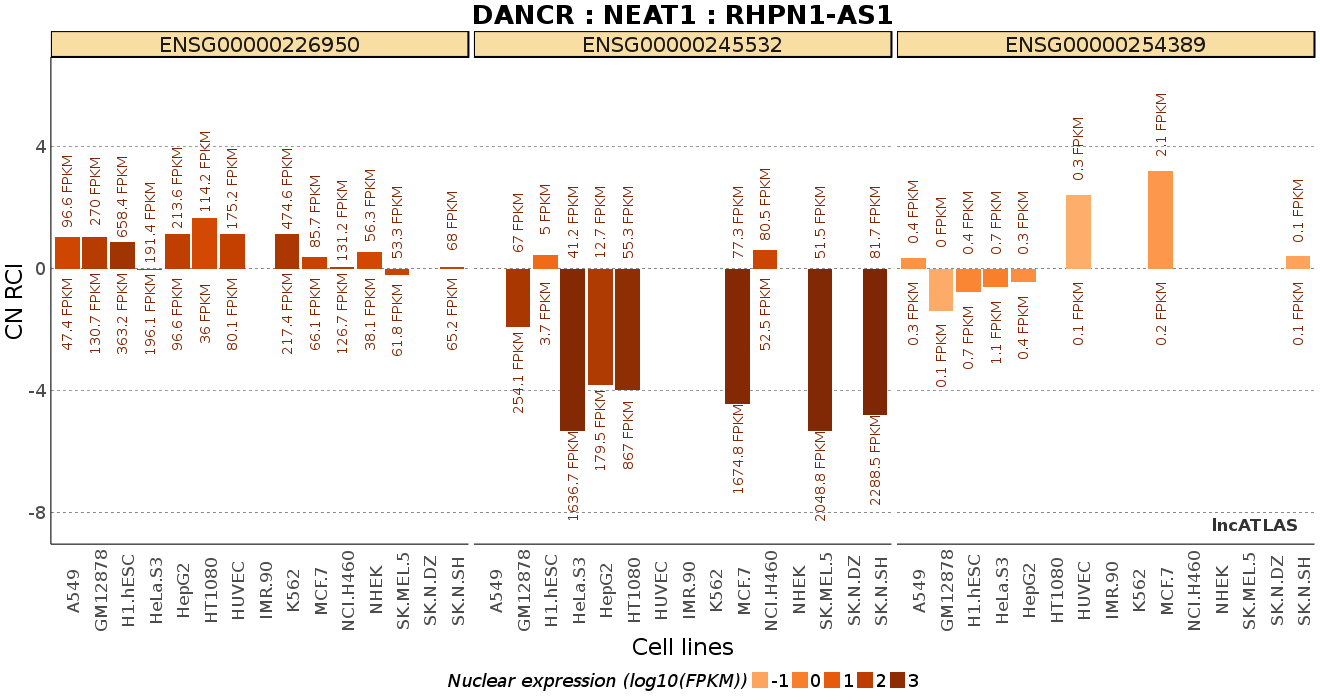 DANCR : NEAT1 : RHPN1-AS1
ENSG00000226950
ENSG00000245532
ENSG00000254389
CN RCI
4
0
-4
-8
96.6 FPKM
270 FPKM
658.4 FPKM
191.4 FPKM
213.6 FPKM
114.2 FPKM
175.2 FPKM
474.6 FPKM
85.7 FPKM
131.2 FPKM
56.3 FPKM
53.3 FPKM
68 FPKM
47.4 FPKM
130.7 FPKM
363.2 FPKM
196.1 FPKM
96.6 FPKM
36 FPKM
80.1 FPKM
217.4 FPKM
66.1 FPKM
126.7 FPKM
38.1 FPKM
61.8 FPKM
65.2 FPKM
67 FPKM
5 FPKM
41.2 FPKM
12.7 FPKM
55.3 FPKM
77.3 FPKM
80.5 FPKM
51.5 FPKM
81.7 FPKM
254.1 FPKM
3.7 FPKM
1636.7 FPKM
179.5 FPKM
867 FPKM
1674.8 FPKM
52.5 FPKM
2048.8 FPKM
2288.5 FPKM
0.4 FPKM
0 FPKM
0.4 FPKM
0.7 FPKM
0.3 FPKM
0.3 FPKM
2.1 FPKM
0.1 FPKM
0.3 FPKM
0.1 FPKM
0.7 FPKM
1.1 FPKM
0.4 FPKM
0.1 FPKM
0.2 FPKM
0.1 FPKM
lncATLAS
A549
GM12878
H1.hESC
HeLa.S3
HepG2
HT1080
HUVEC
IMR.90
K562
MCF.7
NCI.H460
NHEK
SK.MEL.5
SK.N.DZ
SK.N.SH
A549
GM12878
H1.hESC
HeLa.S3
HepG2
HT1080
HUVEC
IMR.90
K562
MCF.7
NCI.H460
NHEK
SK.MEL.5
SK.N.DZ
SK.N.SH
A549
GM12878
H1.hESC
HeLa.S3
HepG2
HT1080
HUVEC
IMR.90
K562
MCF.7
NCI.H460
NHEK
SK.MEL.5
SK.N.DZ
SK.N.SH
Cell lines
Nuclear expression (log10(FPKM)) -1 0 1 2 3